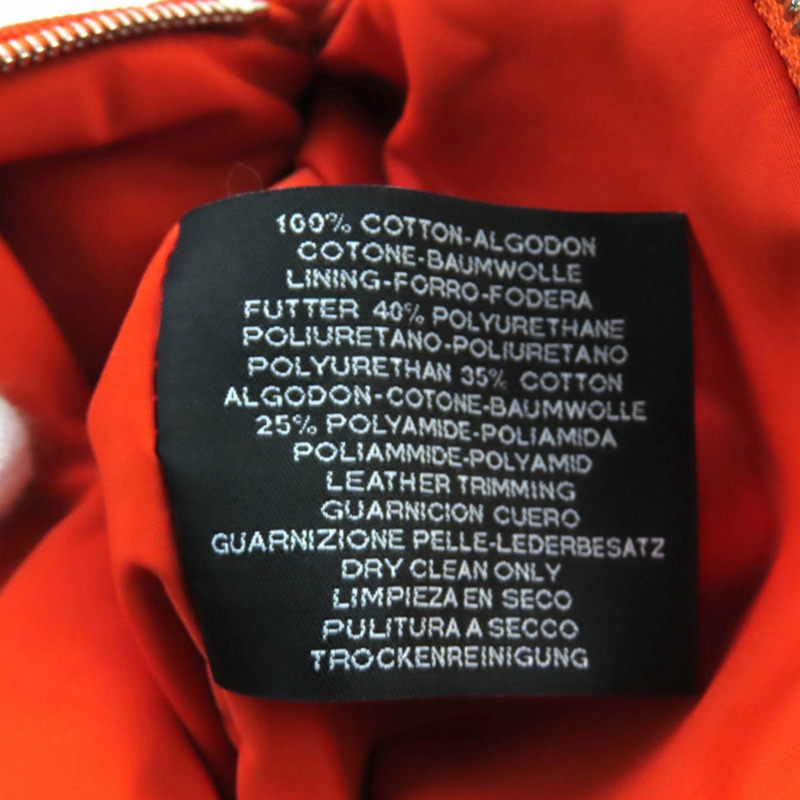 100% COTTON-ALGODON
COTONE-BAUMWOLLE
LINING-FORRO-FODERA
FUTTER 40% POLYURETHANE
POLIURETANO-POLIURETANO
POLYURETHAN 35% COTTON
ALGODON-COTONE-BAUMWOLLE
25% POLYAMIDE-POLIAMIDA
POLIAMMIDE-POLYAMID
LEATHER TRIMMING
GUARNICION CUERO
GUARNIZIONE PELLE-LEDERBESATZ
DRY CLEAN ONLY
LIMPIEZA EN SECO
PULITURA A SECCO
TROCKENREINIGUNG